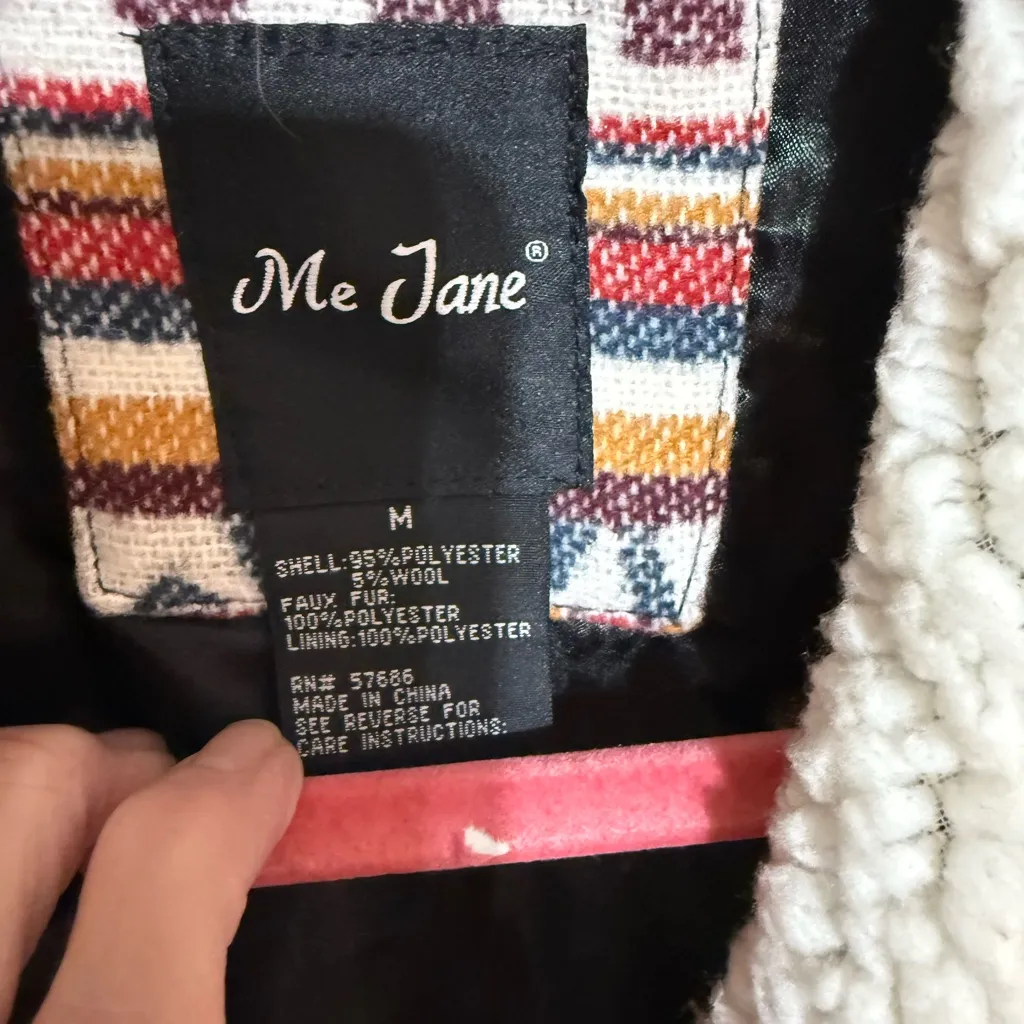 Me Jane®
M
SHELL:95%POLYESTER
5%WOOL
FAUX FUR:
100%POLYESTER
LINING:100%POLYESTER
RN# 57686
MADE IN CHINA
SEE REVERSE FOR
CARE INSTRUCTIONS: